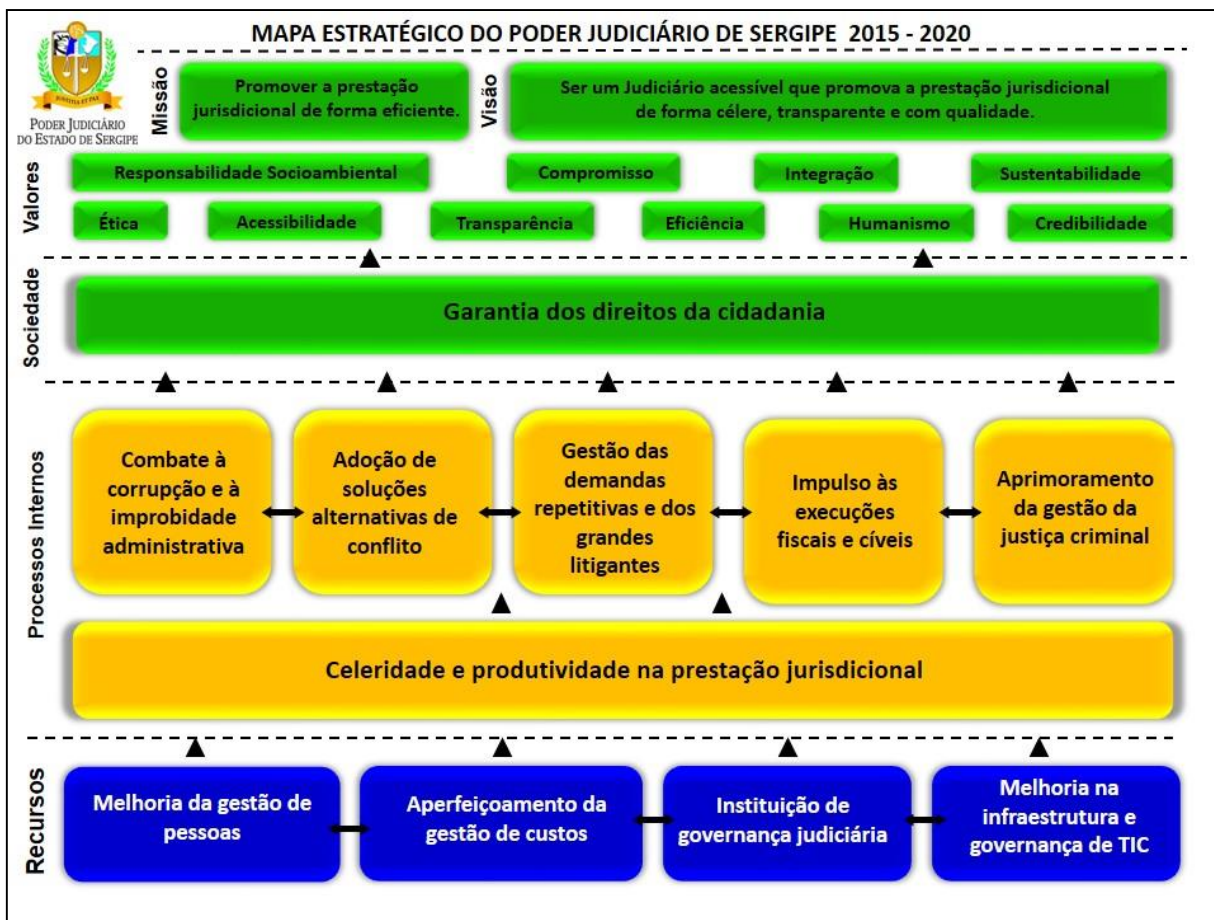 MAPA ESTRATÉGICO DO PODER JUDICIÁRIO DE SERGIPE 2015 - 2020
PODER JUDICIÁRIO
DO ESTADO DE SERGIPE
Missão
Promover a prestação
jurisdicional de forma eficiente.
Visão
Ser um Judiciário acessível que promova a prestação jurisdicional
de forma célere, transparente e com qualidade.
Valores
Responsabilidade Socioambiental
Compromisso
Integração
Sustentabilidade
Ética
Acessibilidade
Transparência
Eficiência
Humanismo
Credibilidade
Sociedade
Garantia dos direitos da cidadania
Processos Internos
Combate à
corrupção e à
improbidade
administrativa
Adoção de
soluções
alternativas de
conflito
Gestão das
demandas
repetitivas e dos
grandes
litigantes
Impulso às
execuções
fiscais e cíveis
Aprimoramento
da gestão da
justiça criminal
Celeridade e produtividade na prestação jurisdicional
Recursos
Melhoria da gestão de
pessoas
Aperfeiçoamento da
gestão de custos
Instituição de
governança judiciária
Melhoria na
infraestrutura e
governança de TIC